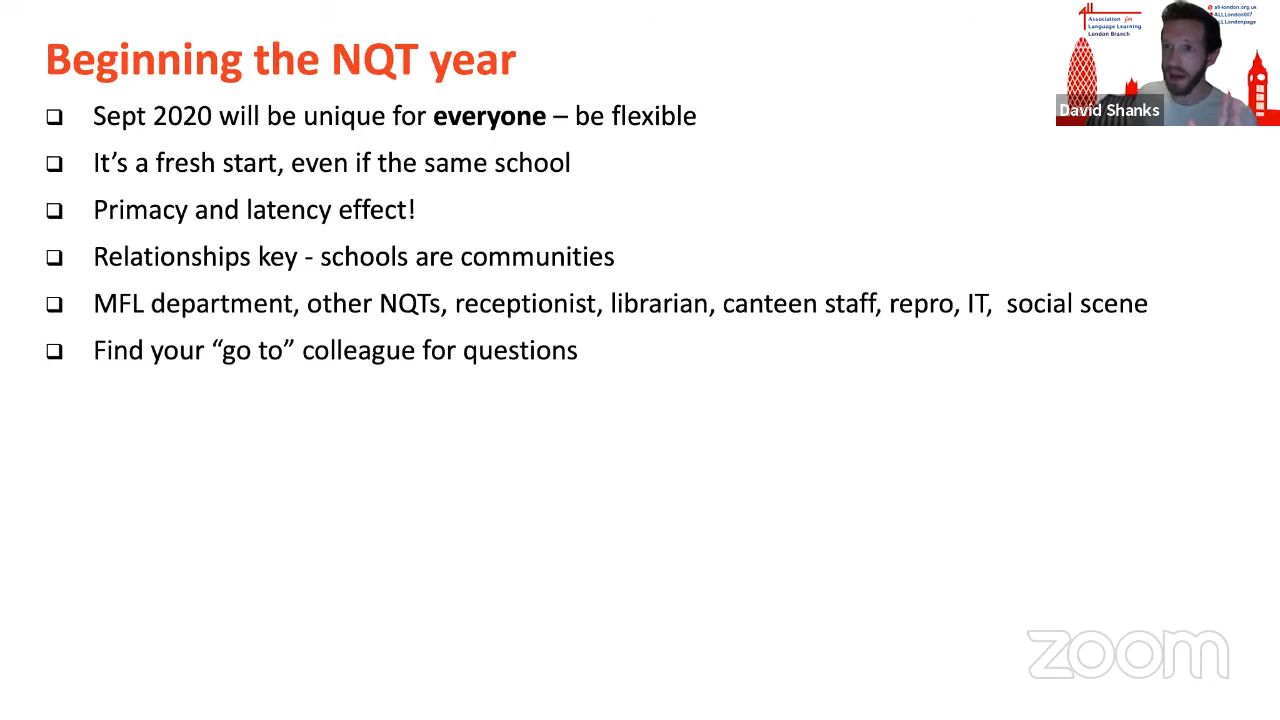 Beginning the NQT year
Sept 2020 will be unique for everyone – be flexible
It’s a fresh start, even if the same school
Primacy and latency effect!
Relationships key - schools are communities
MFL department, other NQTs, receptionist, librarian, canteen staff, repro, IT, social scene
Find your “go to” colleague for questions
Association for
Language Learning
London Branch
all-london.org.uk
ALLLondon007
LLondonpage
David Shanks
zoom